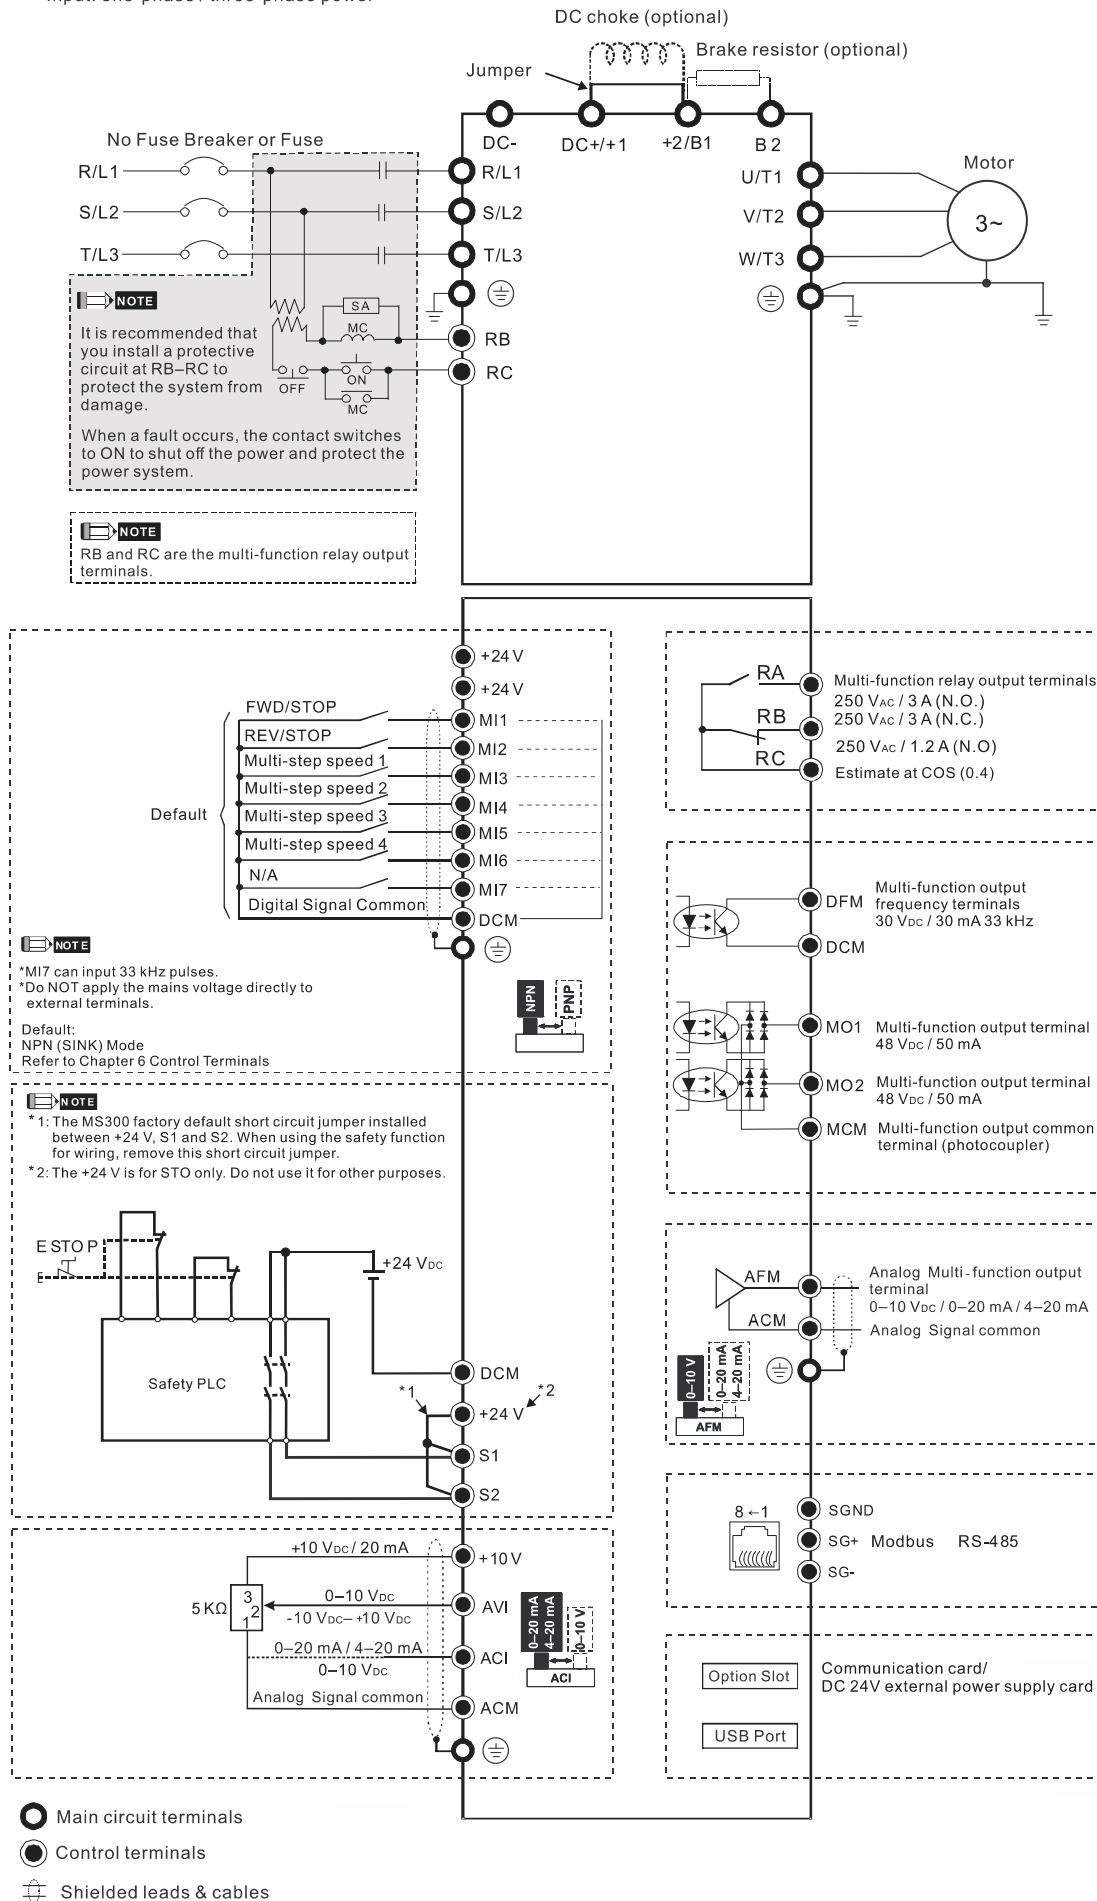 DC choke (optional)
Brake resistor (optional)
Jumper
DC-
DC+/+1
+2/B1
B2
No Fuse Breaker or Fuse
R/L1
R/L1
S/L2
S/L2
T/L3
T/L3
U/T1
V/T2
W/T3
Motor
3~
NOTE
It is recommended that
you install a protective
circuit at RB–RC to
protect the system from
damage.
When a fault occurs, the contact switches
to ON to shut off the power and protect the
power system.
SA
MC
OFF
ON
MC
RB
RC
NOTE
RB and RC are the multi-function relay output
terminals.
+24 V
+24 V
FWD/STOP
MI1
REV/STOP
MI2
Multi-step speed 1
MI3
Multi-step speed 2
MI4
Default
Multi-step speed 3
MI5
Multi-step speed 4
MI6
N/A
MI7
Digital Signal Common
DCM
NOTE
*MI7 can input 33 kHz pulses.
*Do NOT apply the mains voltage directly to
external terminals.
Default:
NPN (SINK) Mode
Refer to Chapter 6 Control Terminals
NPN
PNP
NOTE
*1: The MS300 factory default short circuit jumper installed
between +24 V, S1 and S2. When using the safety function
for wiring, remove this short circuit jumper.
*2: The +24 V is for STO only. Do not use it for other purposes.
E STOP
+24 VDC
Safety PLC
DCM
*1
*2
+24 V
S1
S2
+10 VDC / 20 mA
+10 V
5 KΩ
3
2
1
0–10 VDC
-10 VDC– +10 VDC
AVI
0–20 mA / 4–20 mA
0–10 VDC
ACI
Analog Signal common
ACM
0–20 mA
4–20 mA
0–10 V
ACI
RA
RB
RC
Multi-function relay output terminals
250 VAC / 3 A (N.O.)
250 VAC / 3 A (N.C.)
250 VAC / 1.2 A (N.O)
Estimate at COS (0.4)
DFM
Multi-function output
frequency terminals
30 VDC / 30 mA 33 kHz
DCM
MO1
Multi-function output terminal
48 VDC / 50 mA
MO2
Multi-function output terminal
48 VDC / 50 mA
MCM
Multi-function output common
terminal (photocoupler)
AFM
Analog Multi-function output
terminal
0–10 VDC / 0–20 mA / 4–20 mA
ACM
Analog Signal common
0–10 V
0–20 mA
4–20 mA
AFM
8←1
SGND
SG+ Modbus RS-485
SG-
Option Slot
Communication card/
DC 24V external power supply card
USB Port
Main circuit terminals
Control terminals
Shielded leads & cables